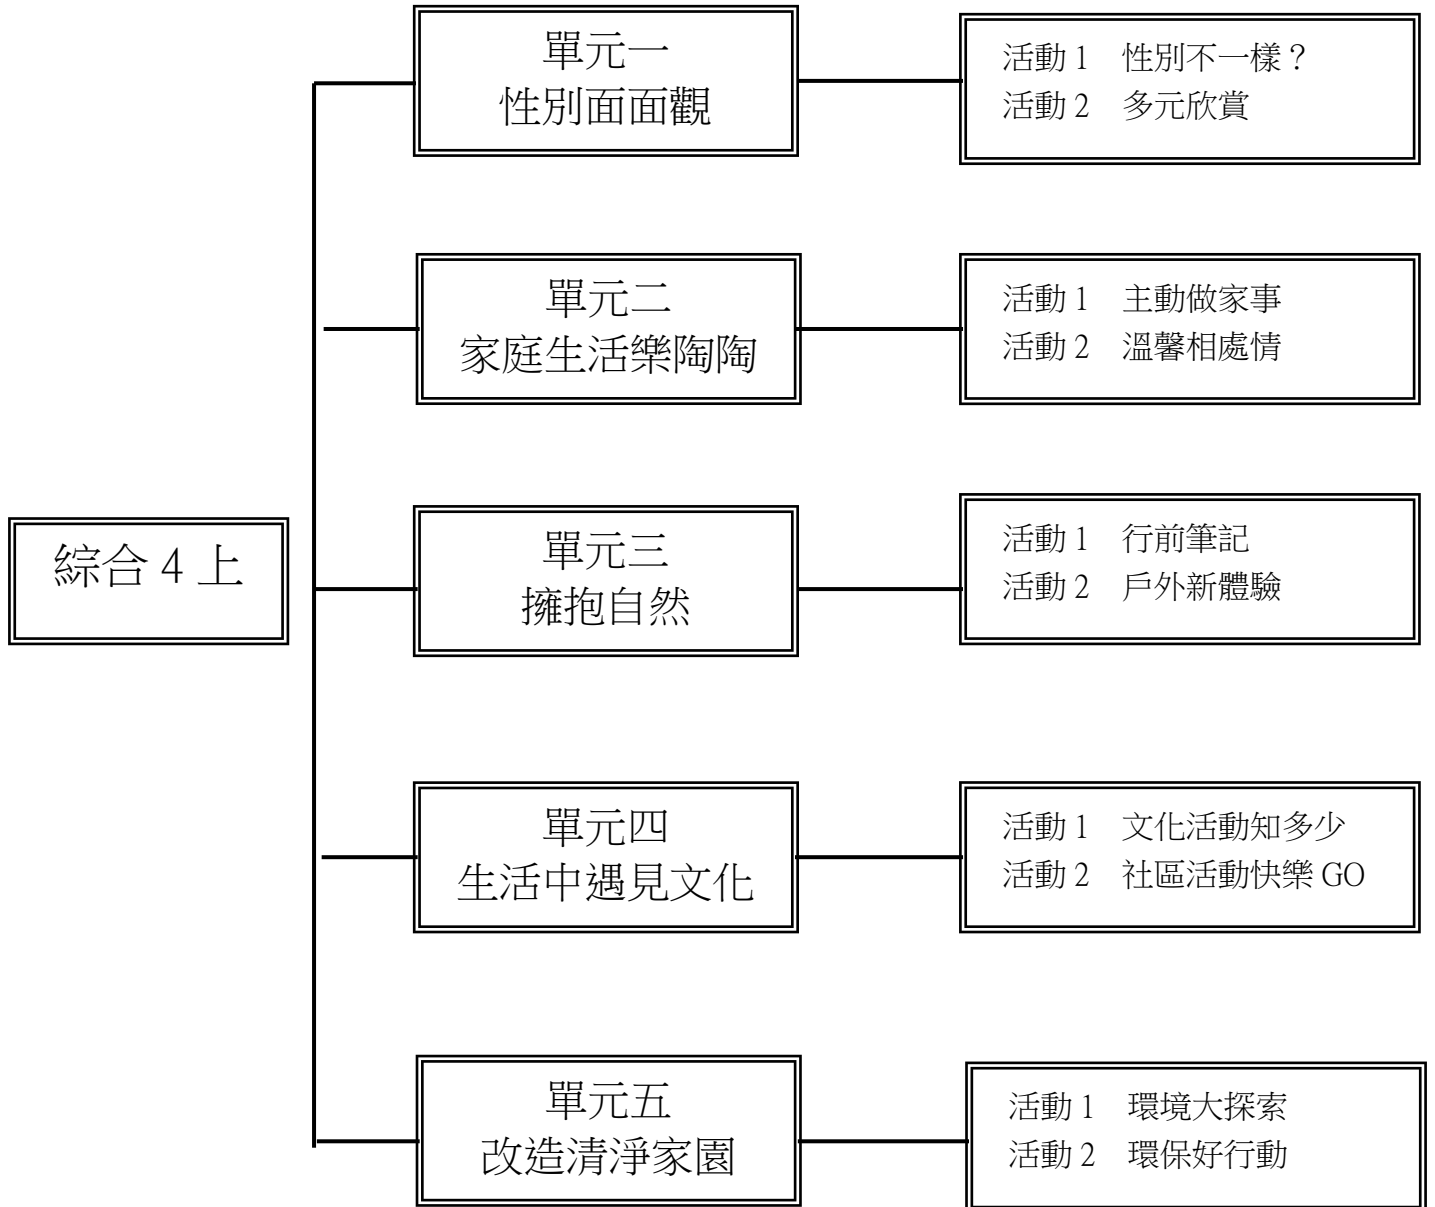 綜合 4 上
單元一
性別面面觀
活動 1 性別不一樣？
活動 2 多元欣賞
單元二
家庭生活樂陶陶
活動 1 主動做家事
活動 2 溫馨相處情
單元三
擁抱自然
活動 1 行前筆記
活動 2 戶外新體驗
單元四
生活中遇見文化
活動 1 文化活動知多少
活動 2 社區活動快樂 GO
單元五
改造清淨家園
活動 1 環境大探索
活動 2 環保好行動